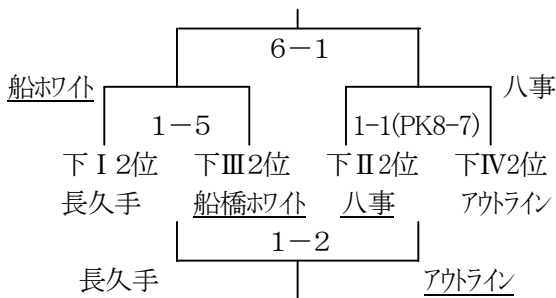 6－1
船ホワイト 八事
1－5 1-1(PK8-7)
下Ⅰ2位 下Ⅲ2位 下Ⅱ2位 下Ⅳ2位
長久手 船橋ホワイト 八事 アウトライン
1－2
長久手 アウトライン